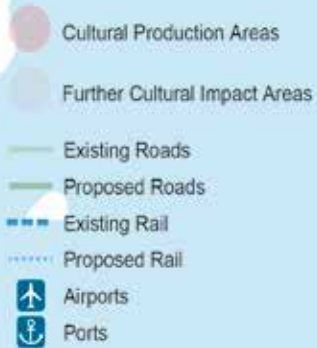 Cultural Production Areas
Further Cultural Impact Areas
Existing Roads
Proposed Roads
Existing Rail
Proposed Rail
Airports
Ports